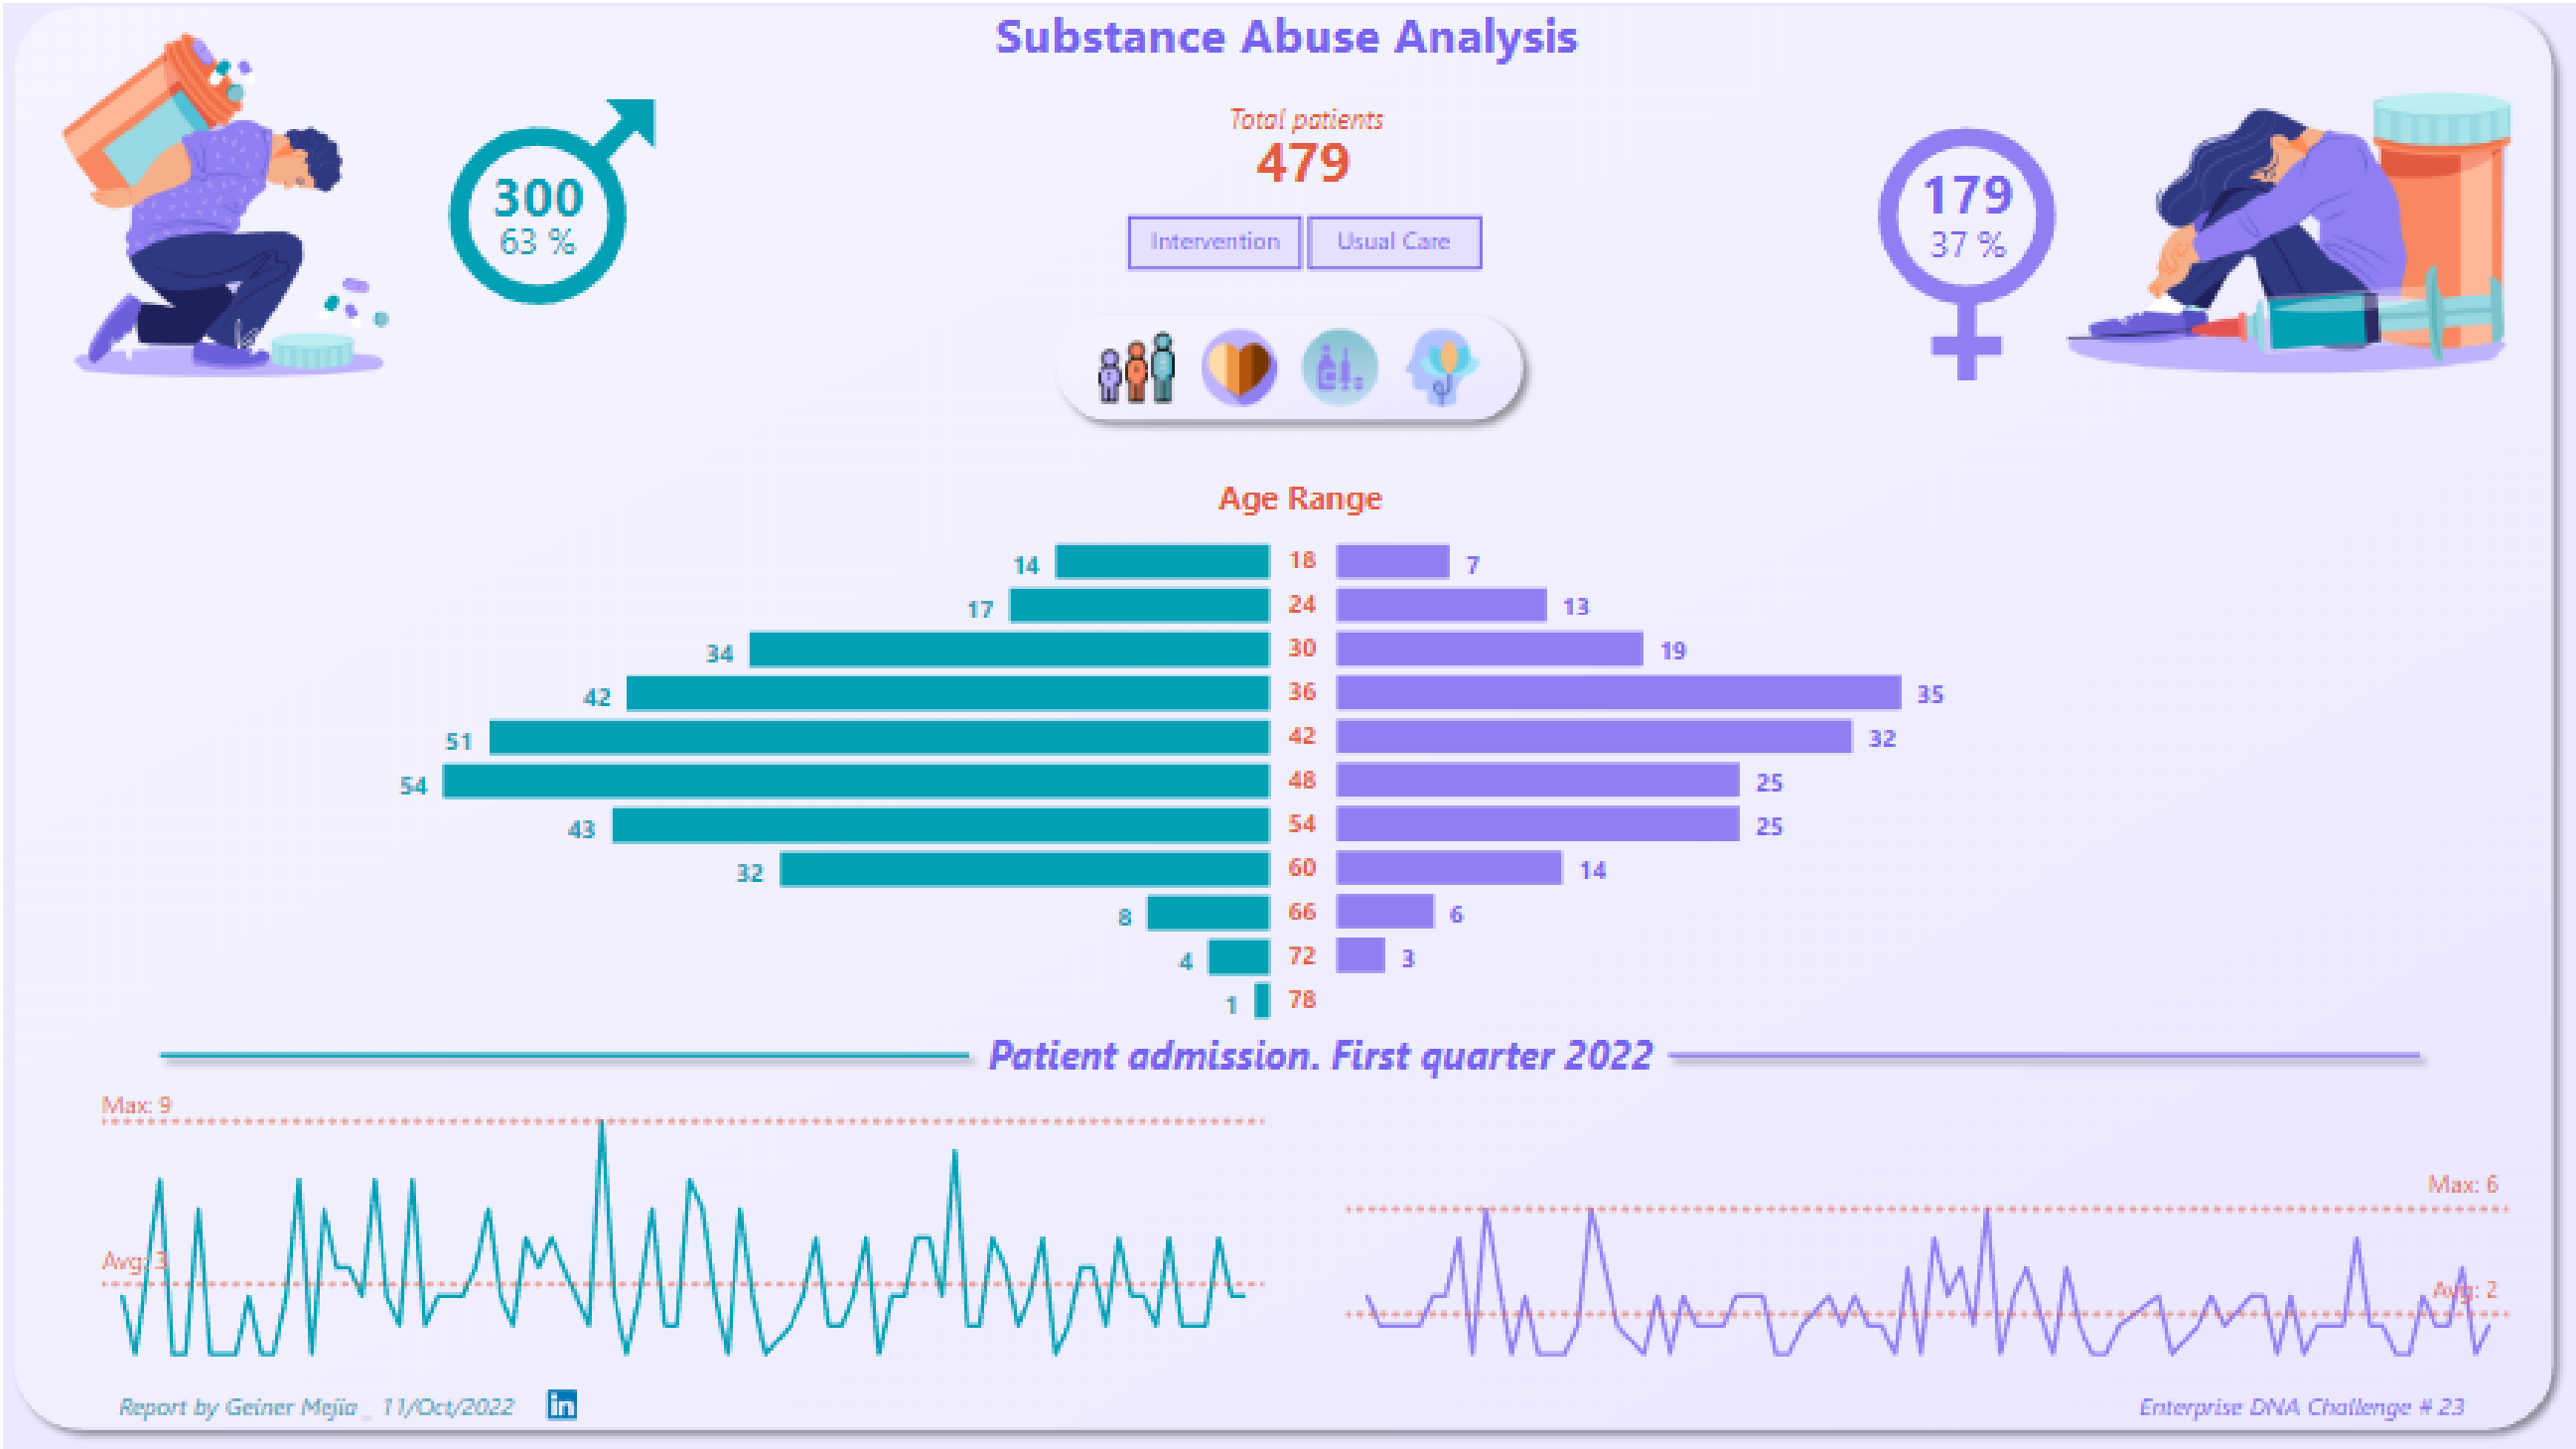 Substance Abuse Analysis
Total patients
479
300
63 %
179
37 %
Intervention Usual Care
Age Range
14 18 7
17 24 13
34 30 19
42 36 35
51 42 32
54 48 25
43 54 25
32 60 14
8 66 6
4 72 3
1 78
Patient admission. First quarter 2022
Max: 9
Avg: 3
Max: 6
Avg: 2
Report by Geiner Mejia _ 11/Oct/2022 in
Enterprise DNA Challenge # 23